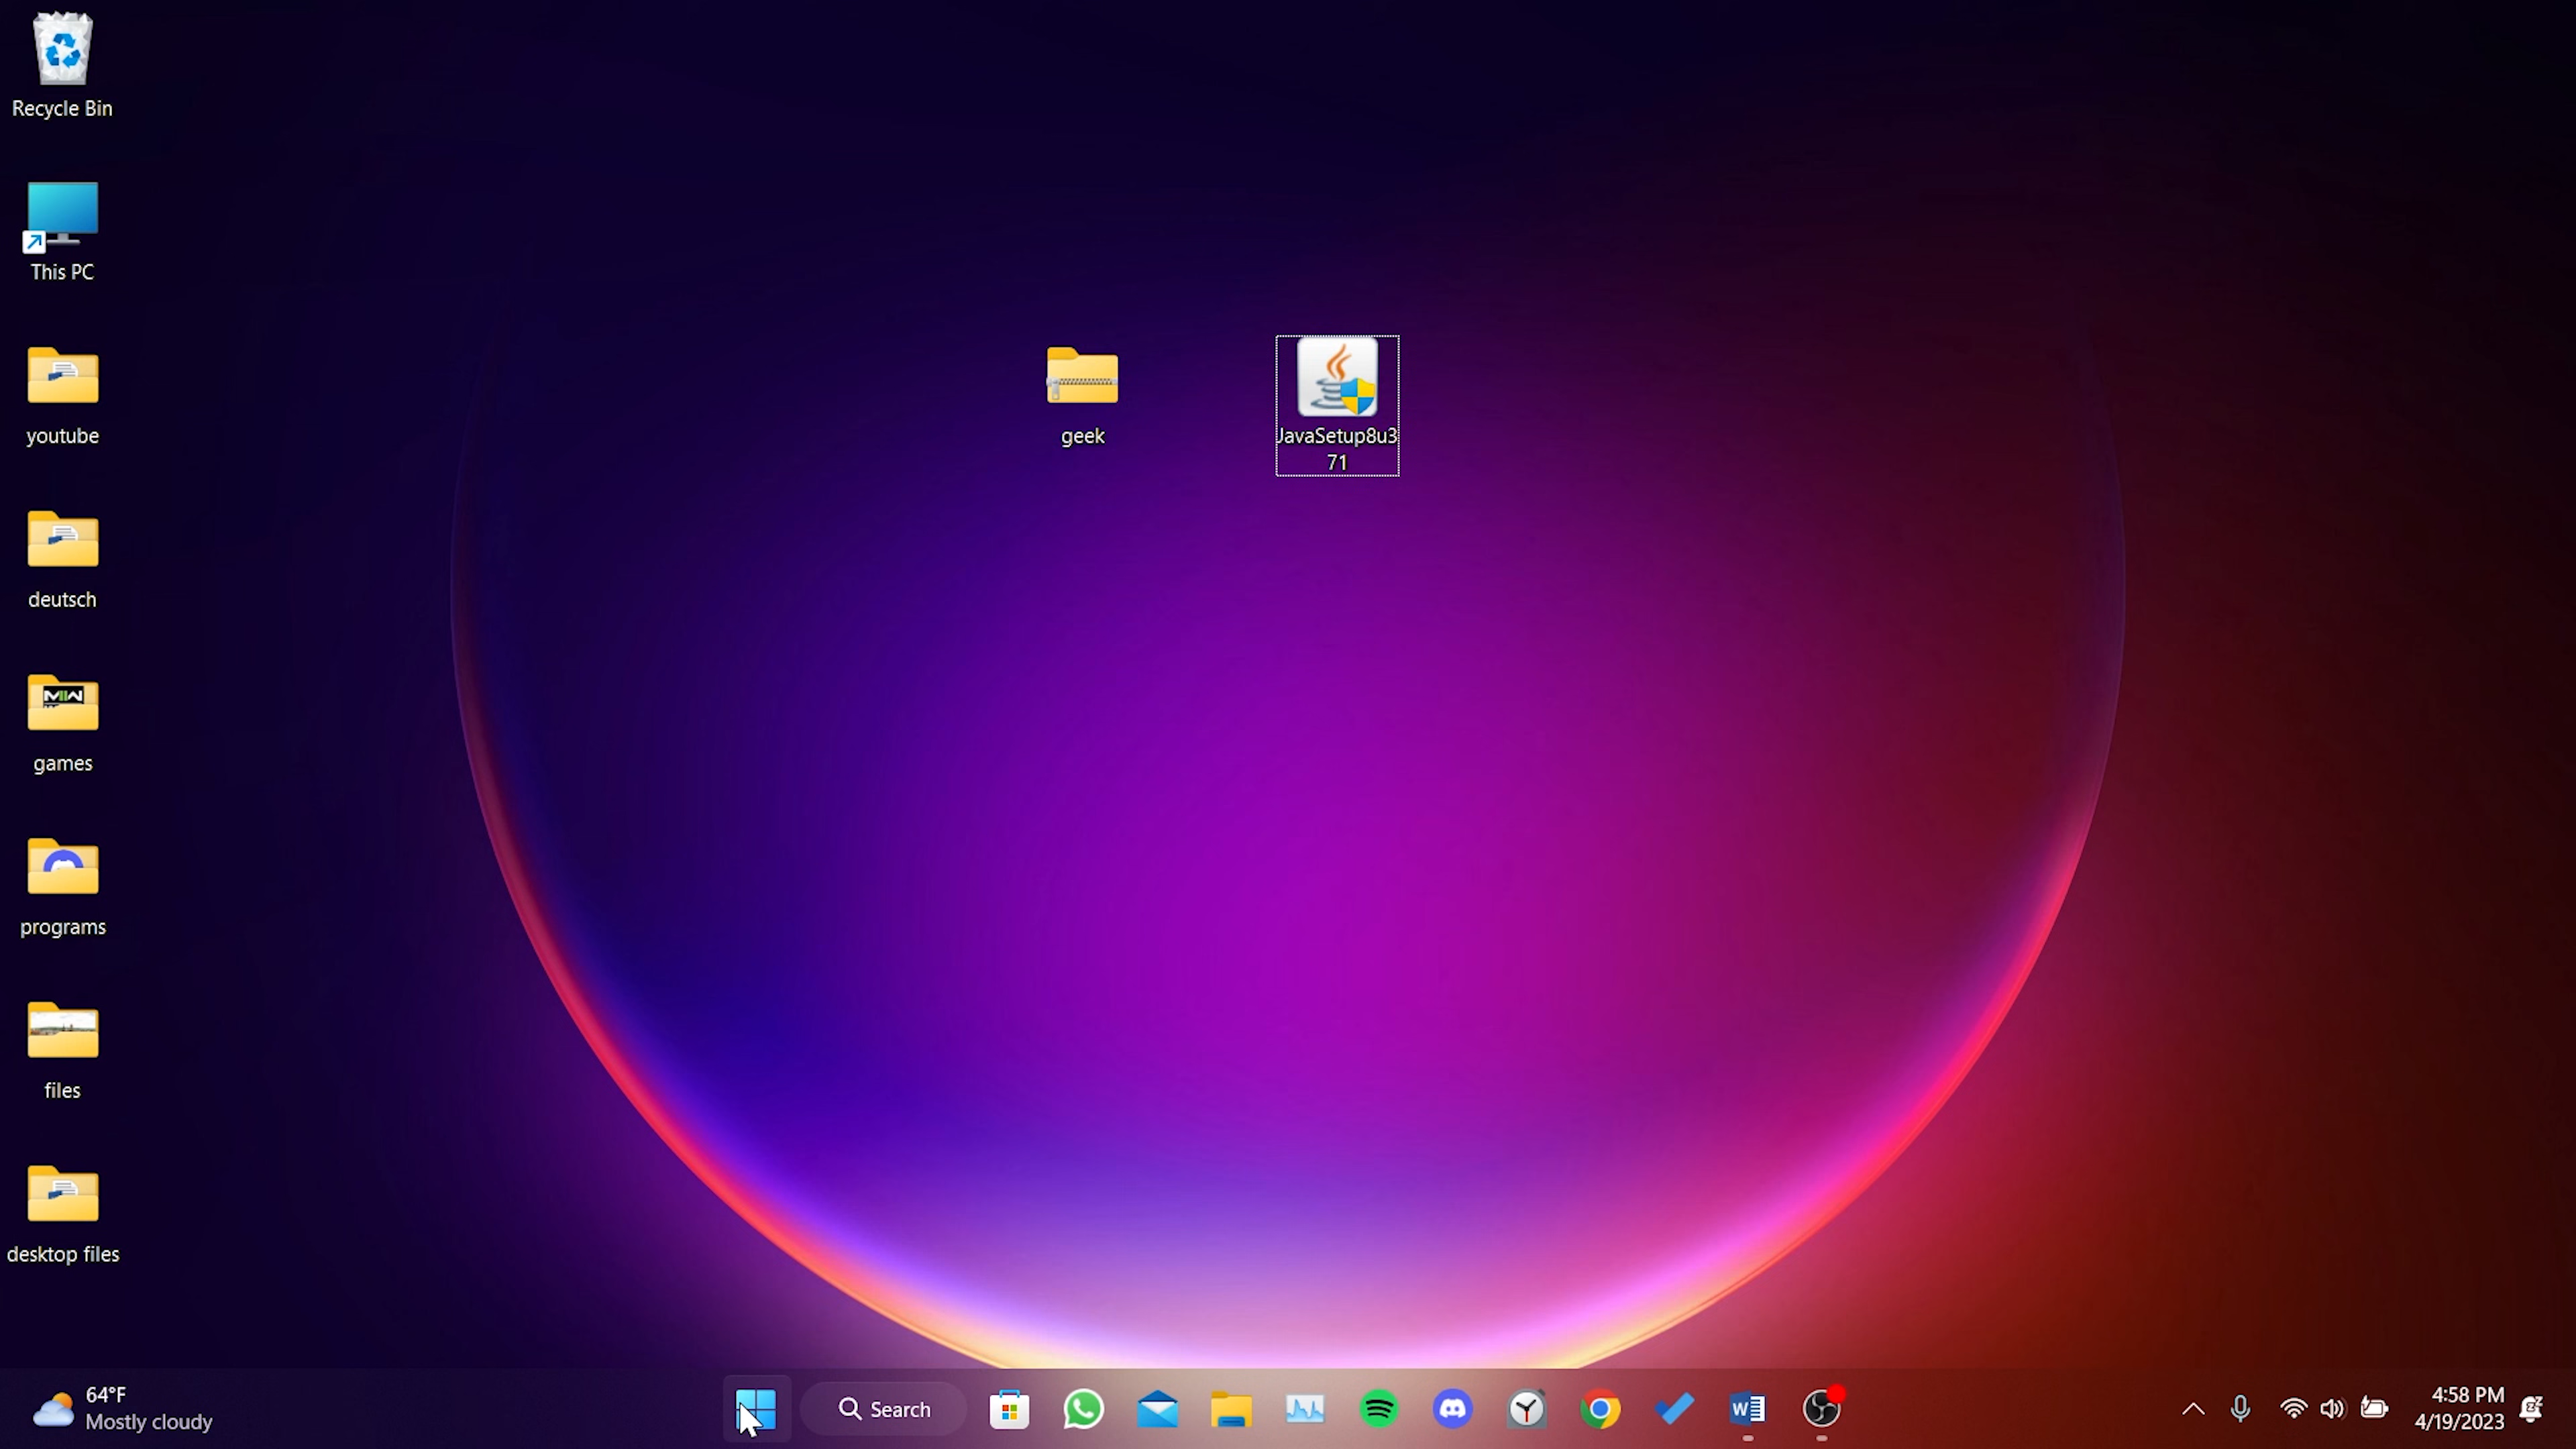 Recycle Bin
This PC
youtube
deutsch
games
programs
files
desktop files
geek
JavaSetup8u3
71
64°F
Mostly cloudy
Search
4:58 PM
4/19/2023